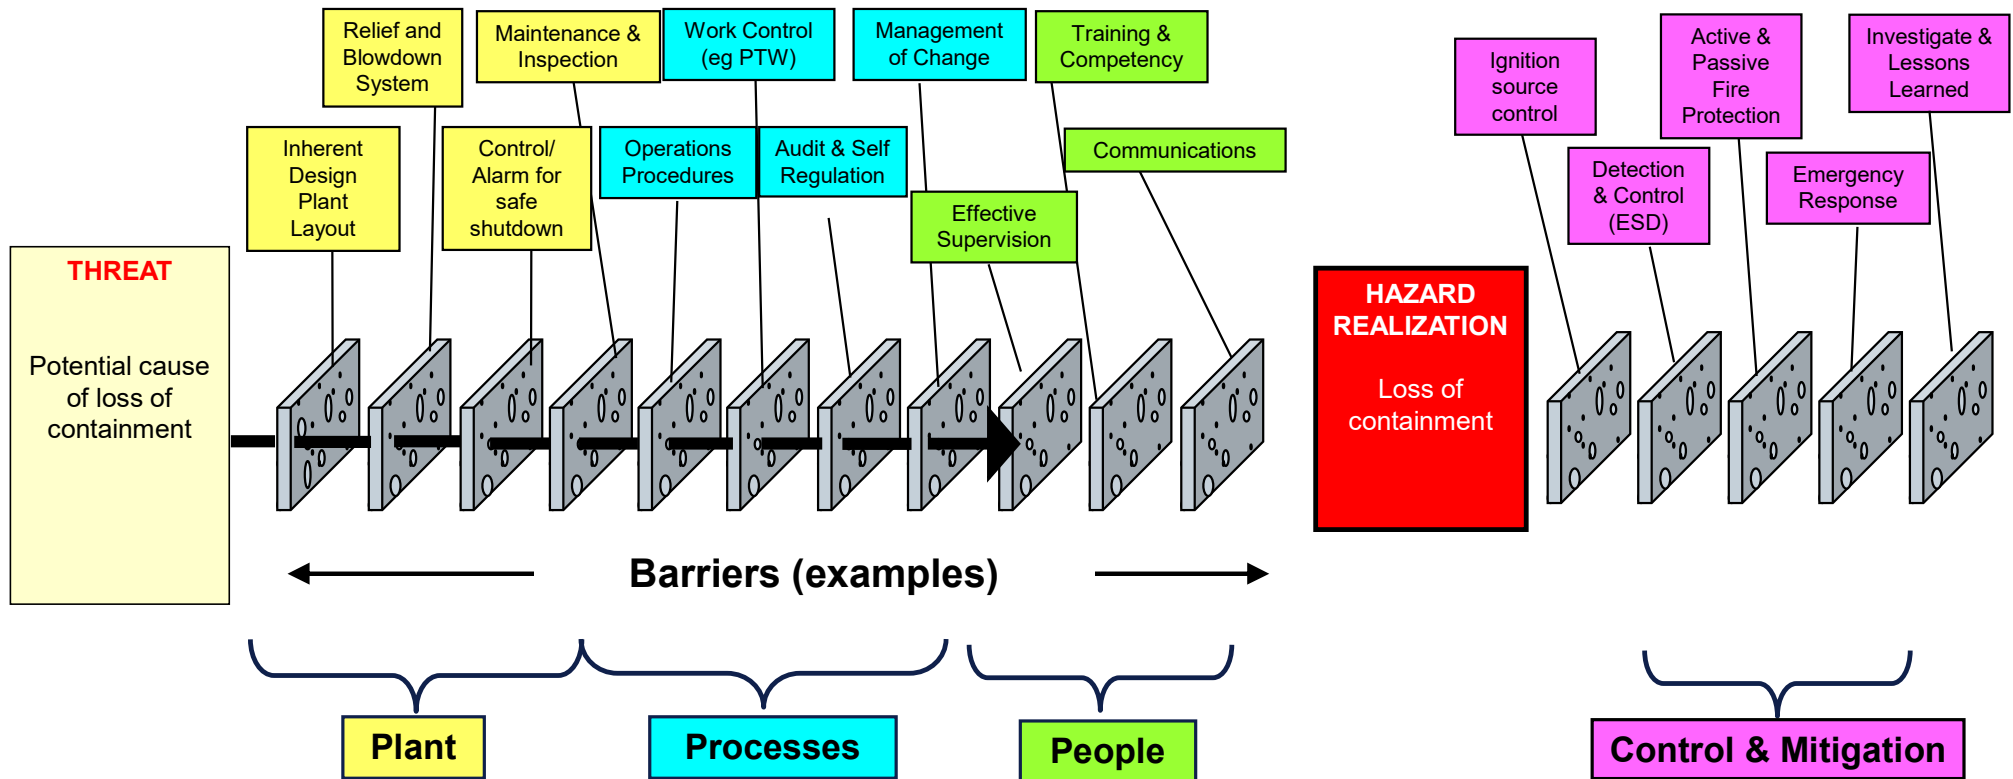 Relief and
Blowdown
System
Maintenance &
Inspection
Work Control
(eg PTW)
Management
of Change
Training &
Competency
Ignition
source
control
Active &
Passive
Fire
Protection
Investigate &
Lessons
Learned
Inherent
Design
Plant
Layout
Control/
Alarm for
safe
shutdown
Operations
Procedures
Audit & Self
Regulation
Communications
Effective
Supervision
Detection
& Control
(ESD)
Emergency
Response
THREAT
Potential cause
of loss of
containment
HAZARD
REALIZATION
Loss of
containment
Barriers (examples)
Plant
Processes
People
Control & Mitigation